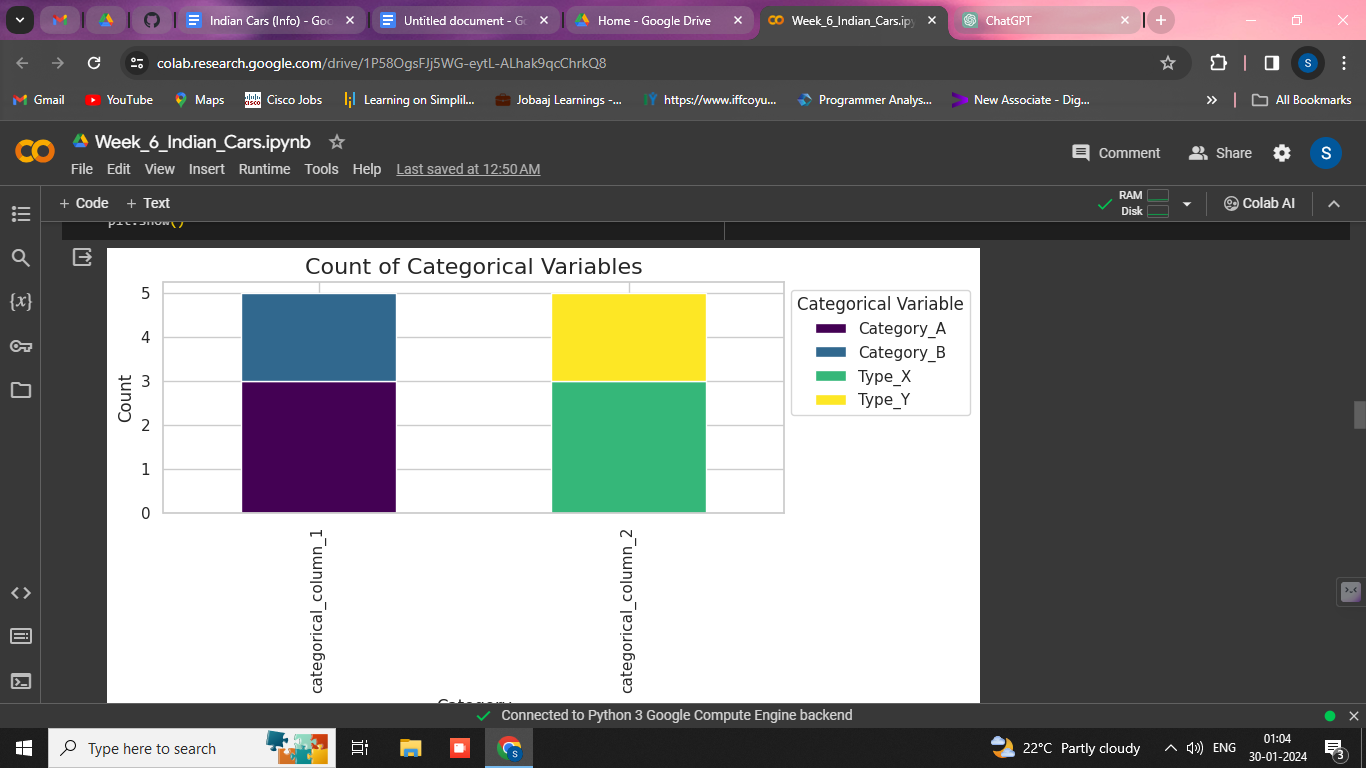 Indian Cars (Info) - Goo
Untitled document - Go
Home - Google Drive
Week_6_Indian_Cars.ipy
ChatGPT
colab.research.google.com/drive/1P58OgsFJj5WG-eytL-ALhak9qcChrkQ8
S
Gmail
YouTube
Maps
Cisco Jobs
Learning on Simplil...
Jobaaj Learnings -...
https://www.iffcoyu...
Programmer Analys...
New Associate - Dig...
»
All Bookmarks
Week_6_Indian_Cars.ipynb
File Edit View Insert Runtime Tools Help Last saved at 12:50 AM
Comment
Share
S
+ Code + Text
RAM
Disk
Colab AI
plt.show()
{x}
Count of Categorical Variables
Count
5
4
3
2
1
0
Categorical Variable
Category_A
Category_B
Type_X
Type_Y
categorical_column_1
categorical_column_2
Category
Connected to Python 3 Google Compute Engine backend
Type here to search
22°C Partly cloudy
ENG
01:04
30-01-2024
3